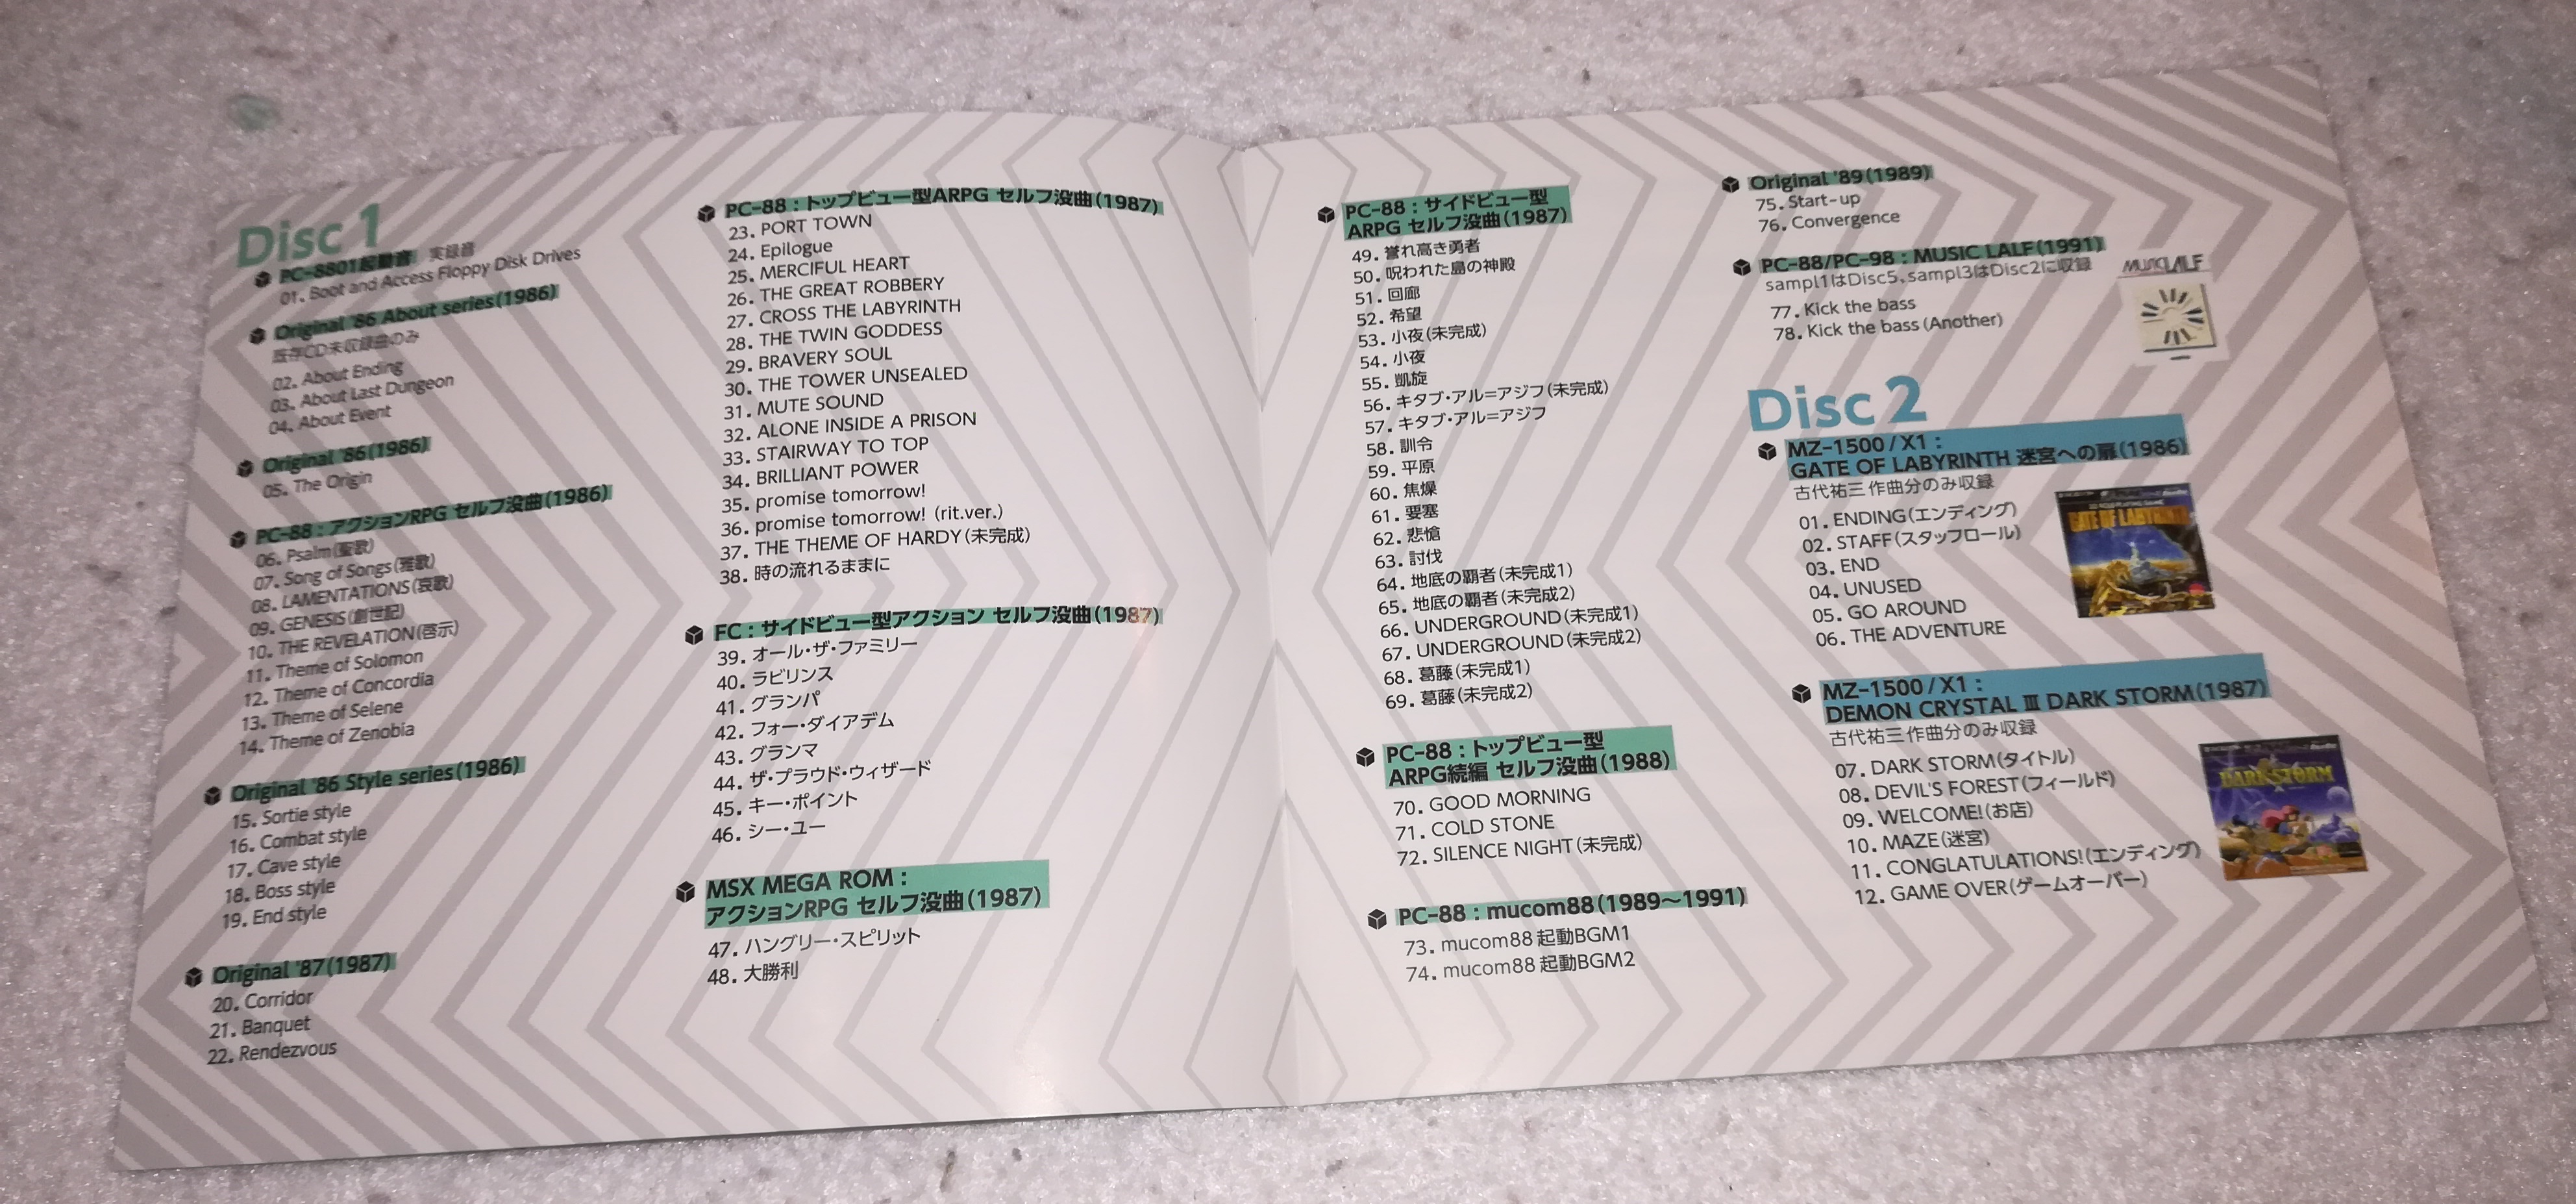 Disc 1
PC-8801起動音 実録音
01. Boot and Access Floppy Disk Drives
Original '86 About series(1986)
既存CD未収録曲のみ
02. About Ending
03. About Last Dungeon
04. About Event
Original '86(1986)
05. The Origin
PC-88 : アクションRPG セルフ没曲(1986)
06. Psalm(聖歌)
07. Song of Songs(雅歌)
08. LAMENTATIONS(哀歌)
09. GENESIS(創世記)
10. THE REVELATION(啓示)
11. Theme of Solomon
12. Theme of Concordia
13. Theme of Selene
14. Theme of Zenobia
Original '86 Style series(1986)
15. Sortie style
16. Combat style
17. Cave style
18. Boss style
19. End style
Original '87(1987)
20. Corridor
21. Banquet
22. Rendezvous
PC-88 : トップビュー型ARPG セルフ没曲(1987)
23. PORT TOWN
24. Epilogue
25. MERCIFUL HEART
26. THE GREAT ROBBERY
27. CROSS THE LABYRINTH
28. THE TWIN GODDESS
29. BRAVERY SOUL
30. THE TOWER UNSEALED
31. MUTE SOUND
32. ALONE INSIDE A PRISON
33. STAIRWAY TO TOP
34. BRILLIANT POWER
35. promise tomorrow!
36. promise tomorrow! (rit.ver.)
37. THE THEME OF HARDY(未完成)
38. 時の流れるままに
FC : サイドビュー型アクション セルフ没曲(1987)
39. オール・ザ・ファミリー
40. ラビリンス
41. グランパ
42. フォー・ダイアデム
43. グランマ
44. ザ・プラウド・ウィザード
45. キー・ポイント
46. シー・ユー
MSX MEGA ROM :
アクションRPG セルフ没曲(1987)
47. ハングリー・スピリット
48. 大勝利
PC-88 : サイドビュー型
ARPG セルフ没曲(1987)
49. 誉れ高き勇者
50. 呪われた島の神殿
51. 回廊
52. 希望
53. 小夜(未完成)
54. 小夜
55. 凱旋
56. キタブ・アル=アジフ(未完成)
57. キタブ・アル=アジフ
58. 訓令
59. 平原
60. 焦燥
61. 要塞
62. 悲愴
63. 討伐
64. 地底の覇者(未完成1)
65. 地底の覇者(未完成2)
66. UNDERGROUND(未完成1)
67. UNDERGROUND(未完成2)
68. 葛藤(未完成1)
69. 葛藤(未完成2)
PC-88 : トップビュー型
ARPG続編 セルフ没曲(1988)
70. GOOD MORNING
71. COLD STONE
72. SILENCE NIGHT(未完成)
PC-88 : mucom88(1989～1991)
73. mucom88 起動BGM1
74. mucom88 起動BGM2
Original '89(1989)
75. Start-up
76. Convergence
PC-88/PC-98 : MUSIC LALF(1991)
sampl1はDisc5、sampl3はDisc2に収録
77. Kick the bass
78. Kick the bass(Another)
MUSIC LALF
Disc 2
MZ-1500/X1 :
GATE OF LABYRINTH 迷宮への扉(1986)
古代祐三作曲分のみ収録
01. ENDING(エンディング)
02. STAFF(スタッフロール)
03. END
04. UNUSED
05. GO AROUND
06. THE ADVENTURE
GATE OF LABYRINTH
MZ-1500/X1 :
DEMON CRYSTAL Ⅲ DARK STORM(1987)
古代祐三作曲分のみ収録
07. DARK STORM(タイトル)
08. DEVIL'S FOREST(フィールド)
09. WELCOME!(お店)
10. MAZE(迷宮)
11. CONGLATULATIONS!(エンディング)
12. GAME OVER(ゲームオーバー)
DARK STORM